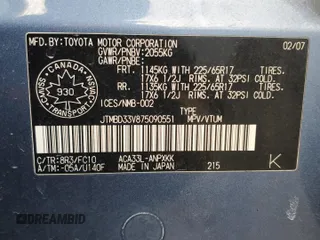 MFD.BY:TOYOTA MOTOR CORPORATION 02/07
GVWR/PNBV:2055KG
GAWR/PNBE:
FRT. 1145KG WITH 225/65R17 TIRES.
17X6 1/2J RIMS. AT 32PSI COLD.
RR. 1135KG WITH 225/65R17 TIRES.
17X6 1/2J RIMS. AT 32PSI COLD.
CANADA
930
TRANSPORT
ICES/NMB-002
TYPE
JTMBD33V875090551 MPV/VTUM
C/TR:8R3/FC10 ACA33L-ANPXKK K
A/TM:-05A/U140F MADE IN JAPAN 215
DREAMBID
dreambid.com